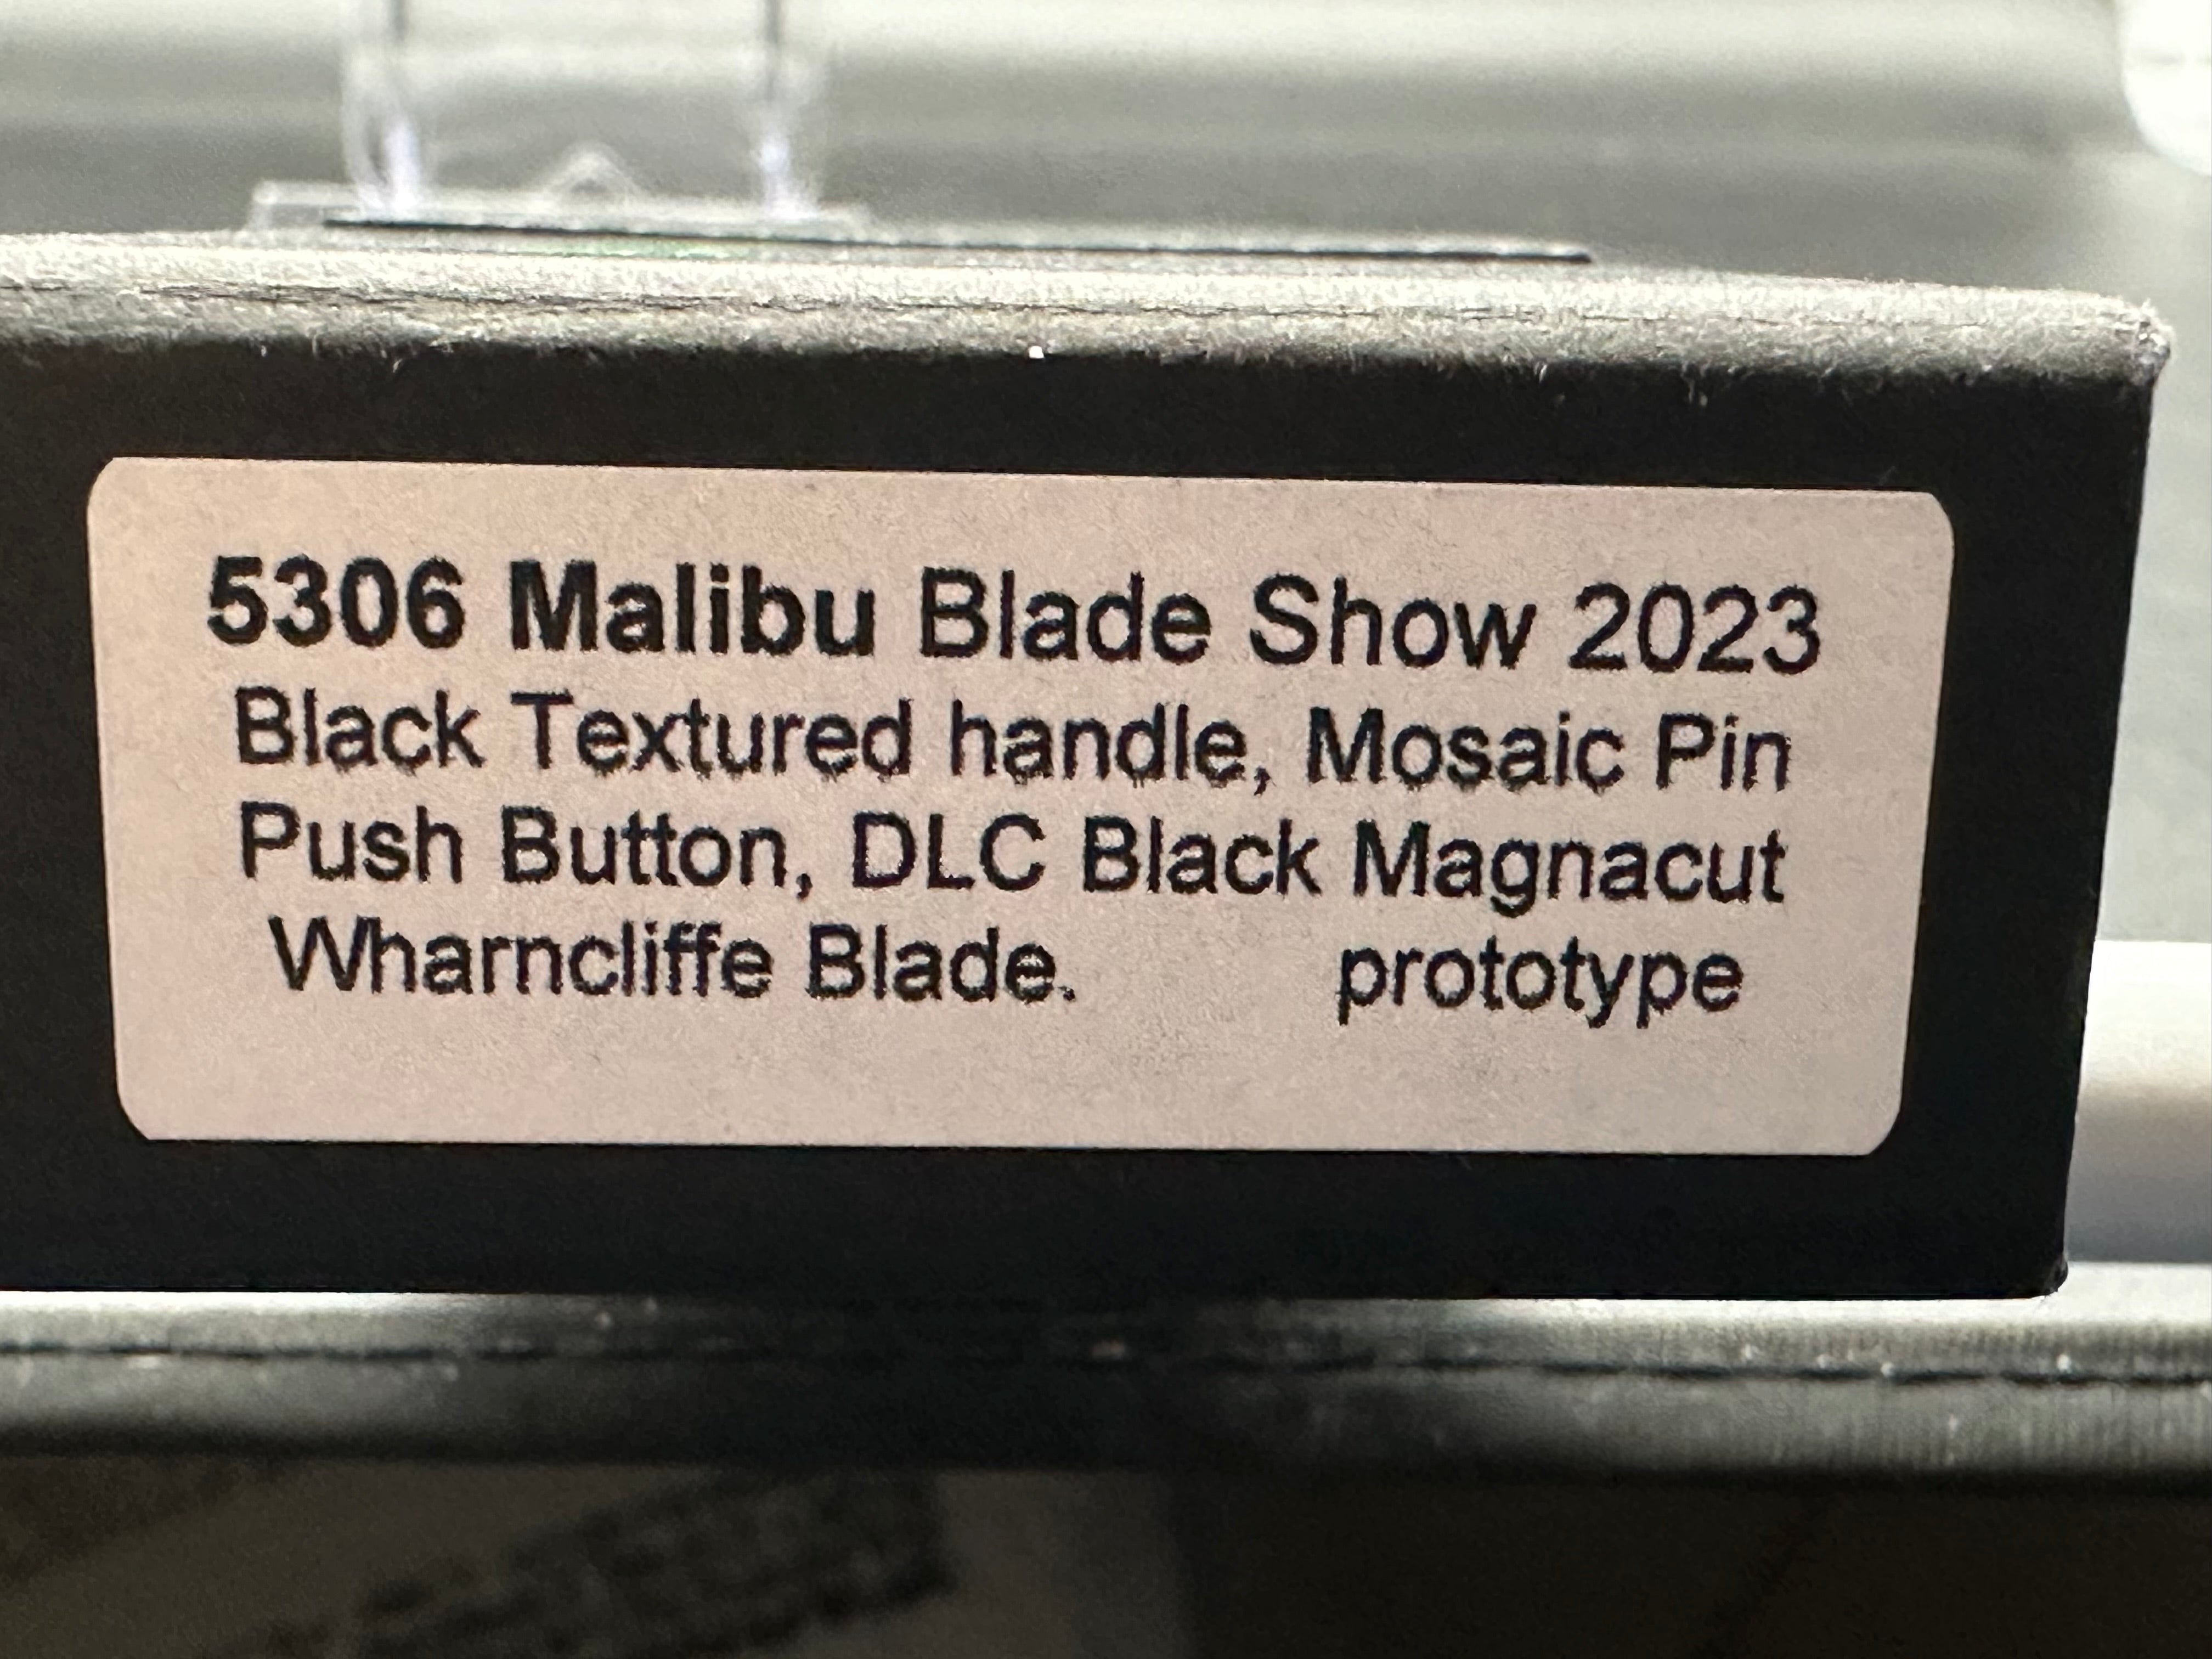 5306 Malibu Blade Show 2023
Black Textured handle, Mosaic Pin
Push Button, DLC Black Magnacut
Wharncliffe Blade. prototype